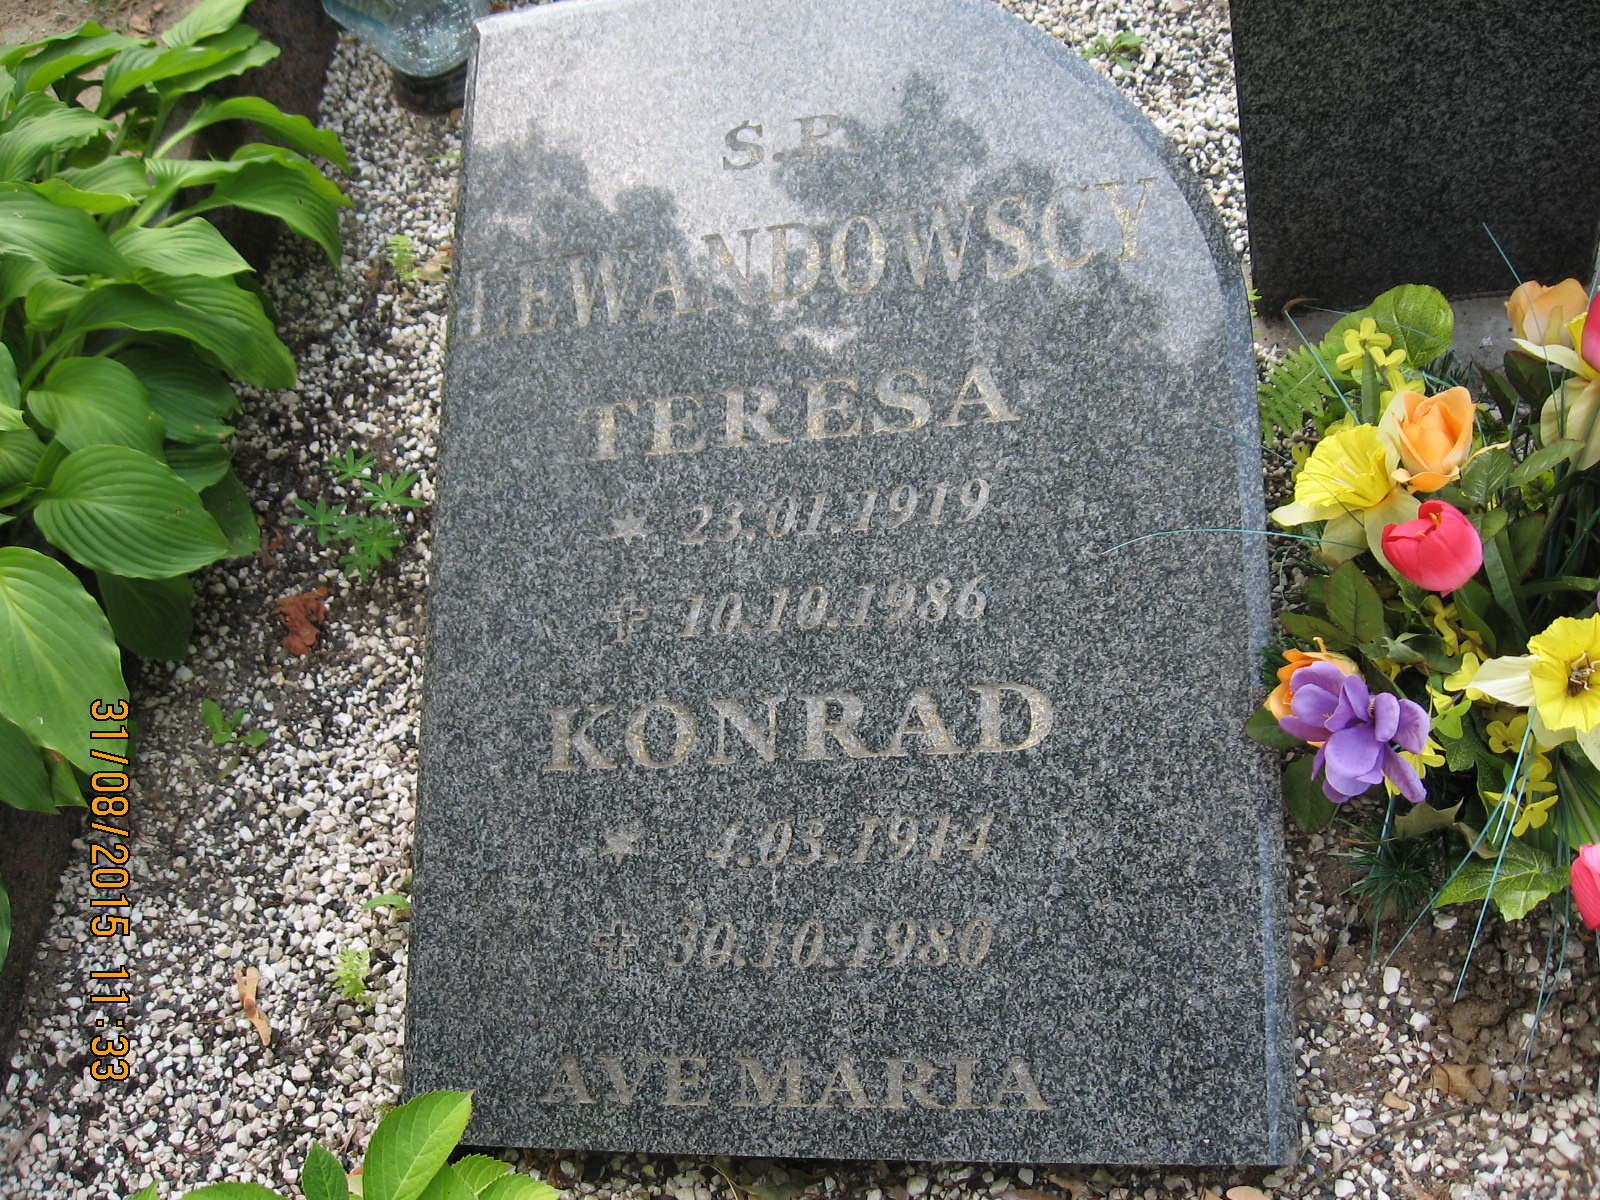 Ś.P.
LEWANDOWSCY
TERESA
★ 23.01.1919
✝ 10.10.1986
KONRAD
★ 4.03.1914
✝ 30.10.1980
AVE MARIA
31/08/2015 11:33